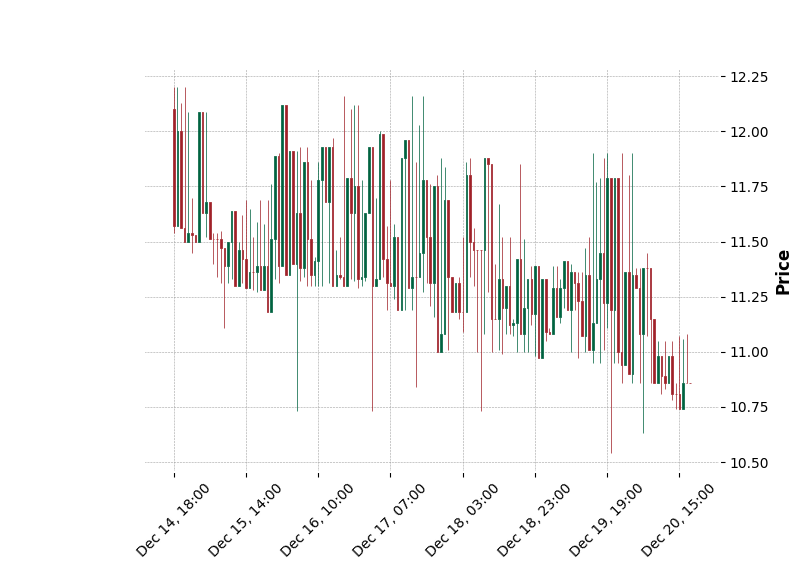 12.25
12.00
11.75
11.50
11.25
11.00
10.75
10.50
Price
Dec 14, 18:00
Dec 15, 14:00
Dec 16, 10:00
Dec 17, 07:00
Dec 18, 03:00
Dec 18, 23:00
Dec 19, 19:00
Dec 20, 15:00